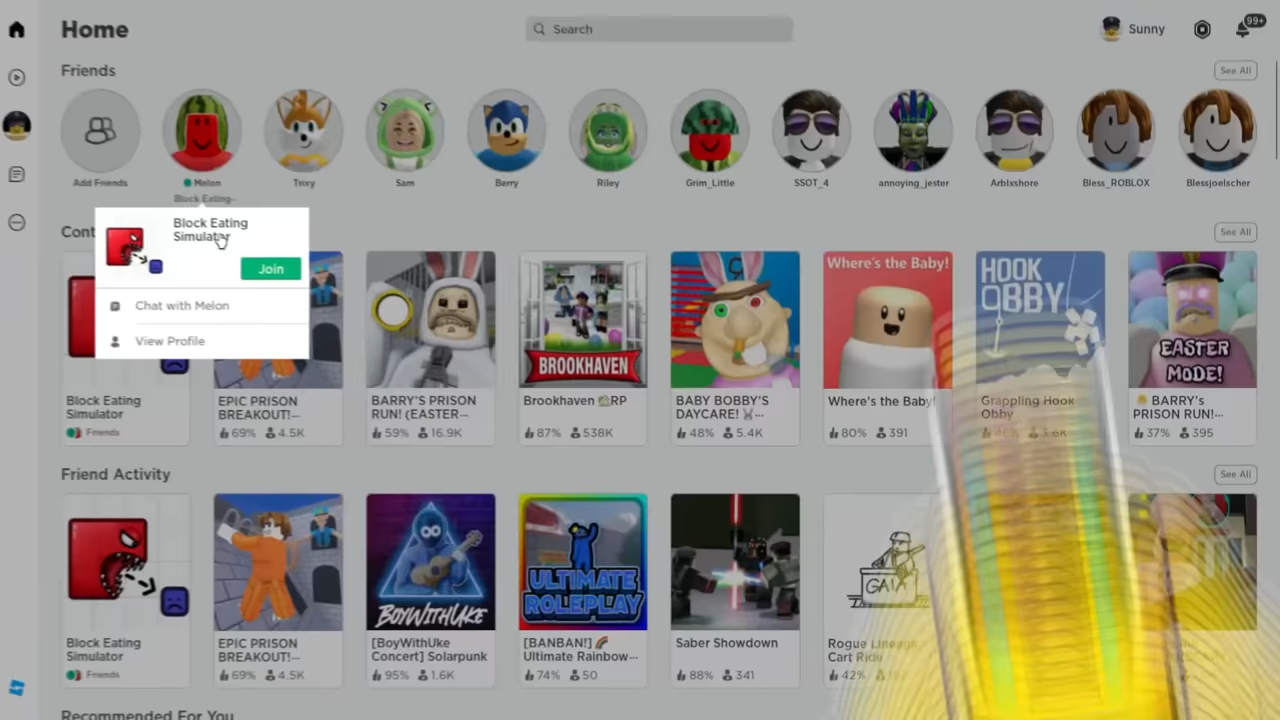 Home
Search
Sunny
99+
Friends
See All
Add Friends
Melon
Trixy
Sam
Berry
Riley
Grim_Little
SSOT_4
annoying_jester
Arblxshore
Bless_ROBLOX
Blessjoelscher
Block Eating-
Block Eating
Simulator
Join
Chat with Melon
View Profile
Cont
See All
Where's the Baby!
HOOK
OBBY
BROOKHAVEN
EASTER
MODE!
Block Eating
Simulator
Friends
EPIC PRISON
BREAKOUT!–
69% 4.5K
BARRY'S PRISON
RUN! (EASTER–
59% 16.9K
Brookhaven 🏡RP
87% 538K
BABY BOBBY'S
DAYCARE! 🐰–
48% 5.4K
Where's the Baby!
80% 391
Grappling Hook
Obby
3.6K
🐣 BARRY's
PRISON RUN!–
37% 395
Friend Activity
See All
BOYWITHUKE
ULTIMATE
ROLEPLAY
GAIA
Block Eating
Simulator
Friends
EPIC PRISON
BREAKOUT!–
69% 4.5K
[BoyWithUke
Concert] Solarpunk
95% 1.6K
[BANBAN!]🌈
Ultimate Rainbow–
74% 50
Saber Showdown
88% 341
Rogue Lineage
Cart Ride
42%
Recommended For You